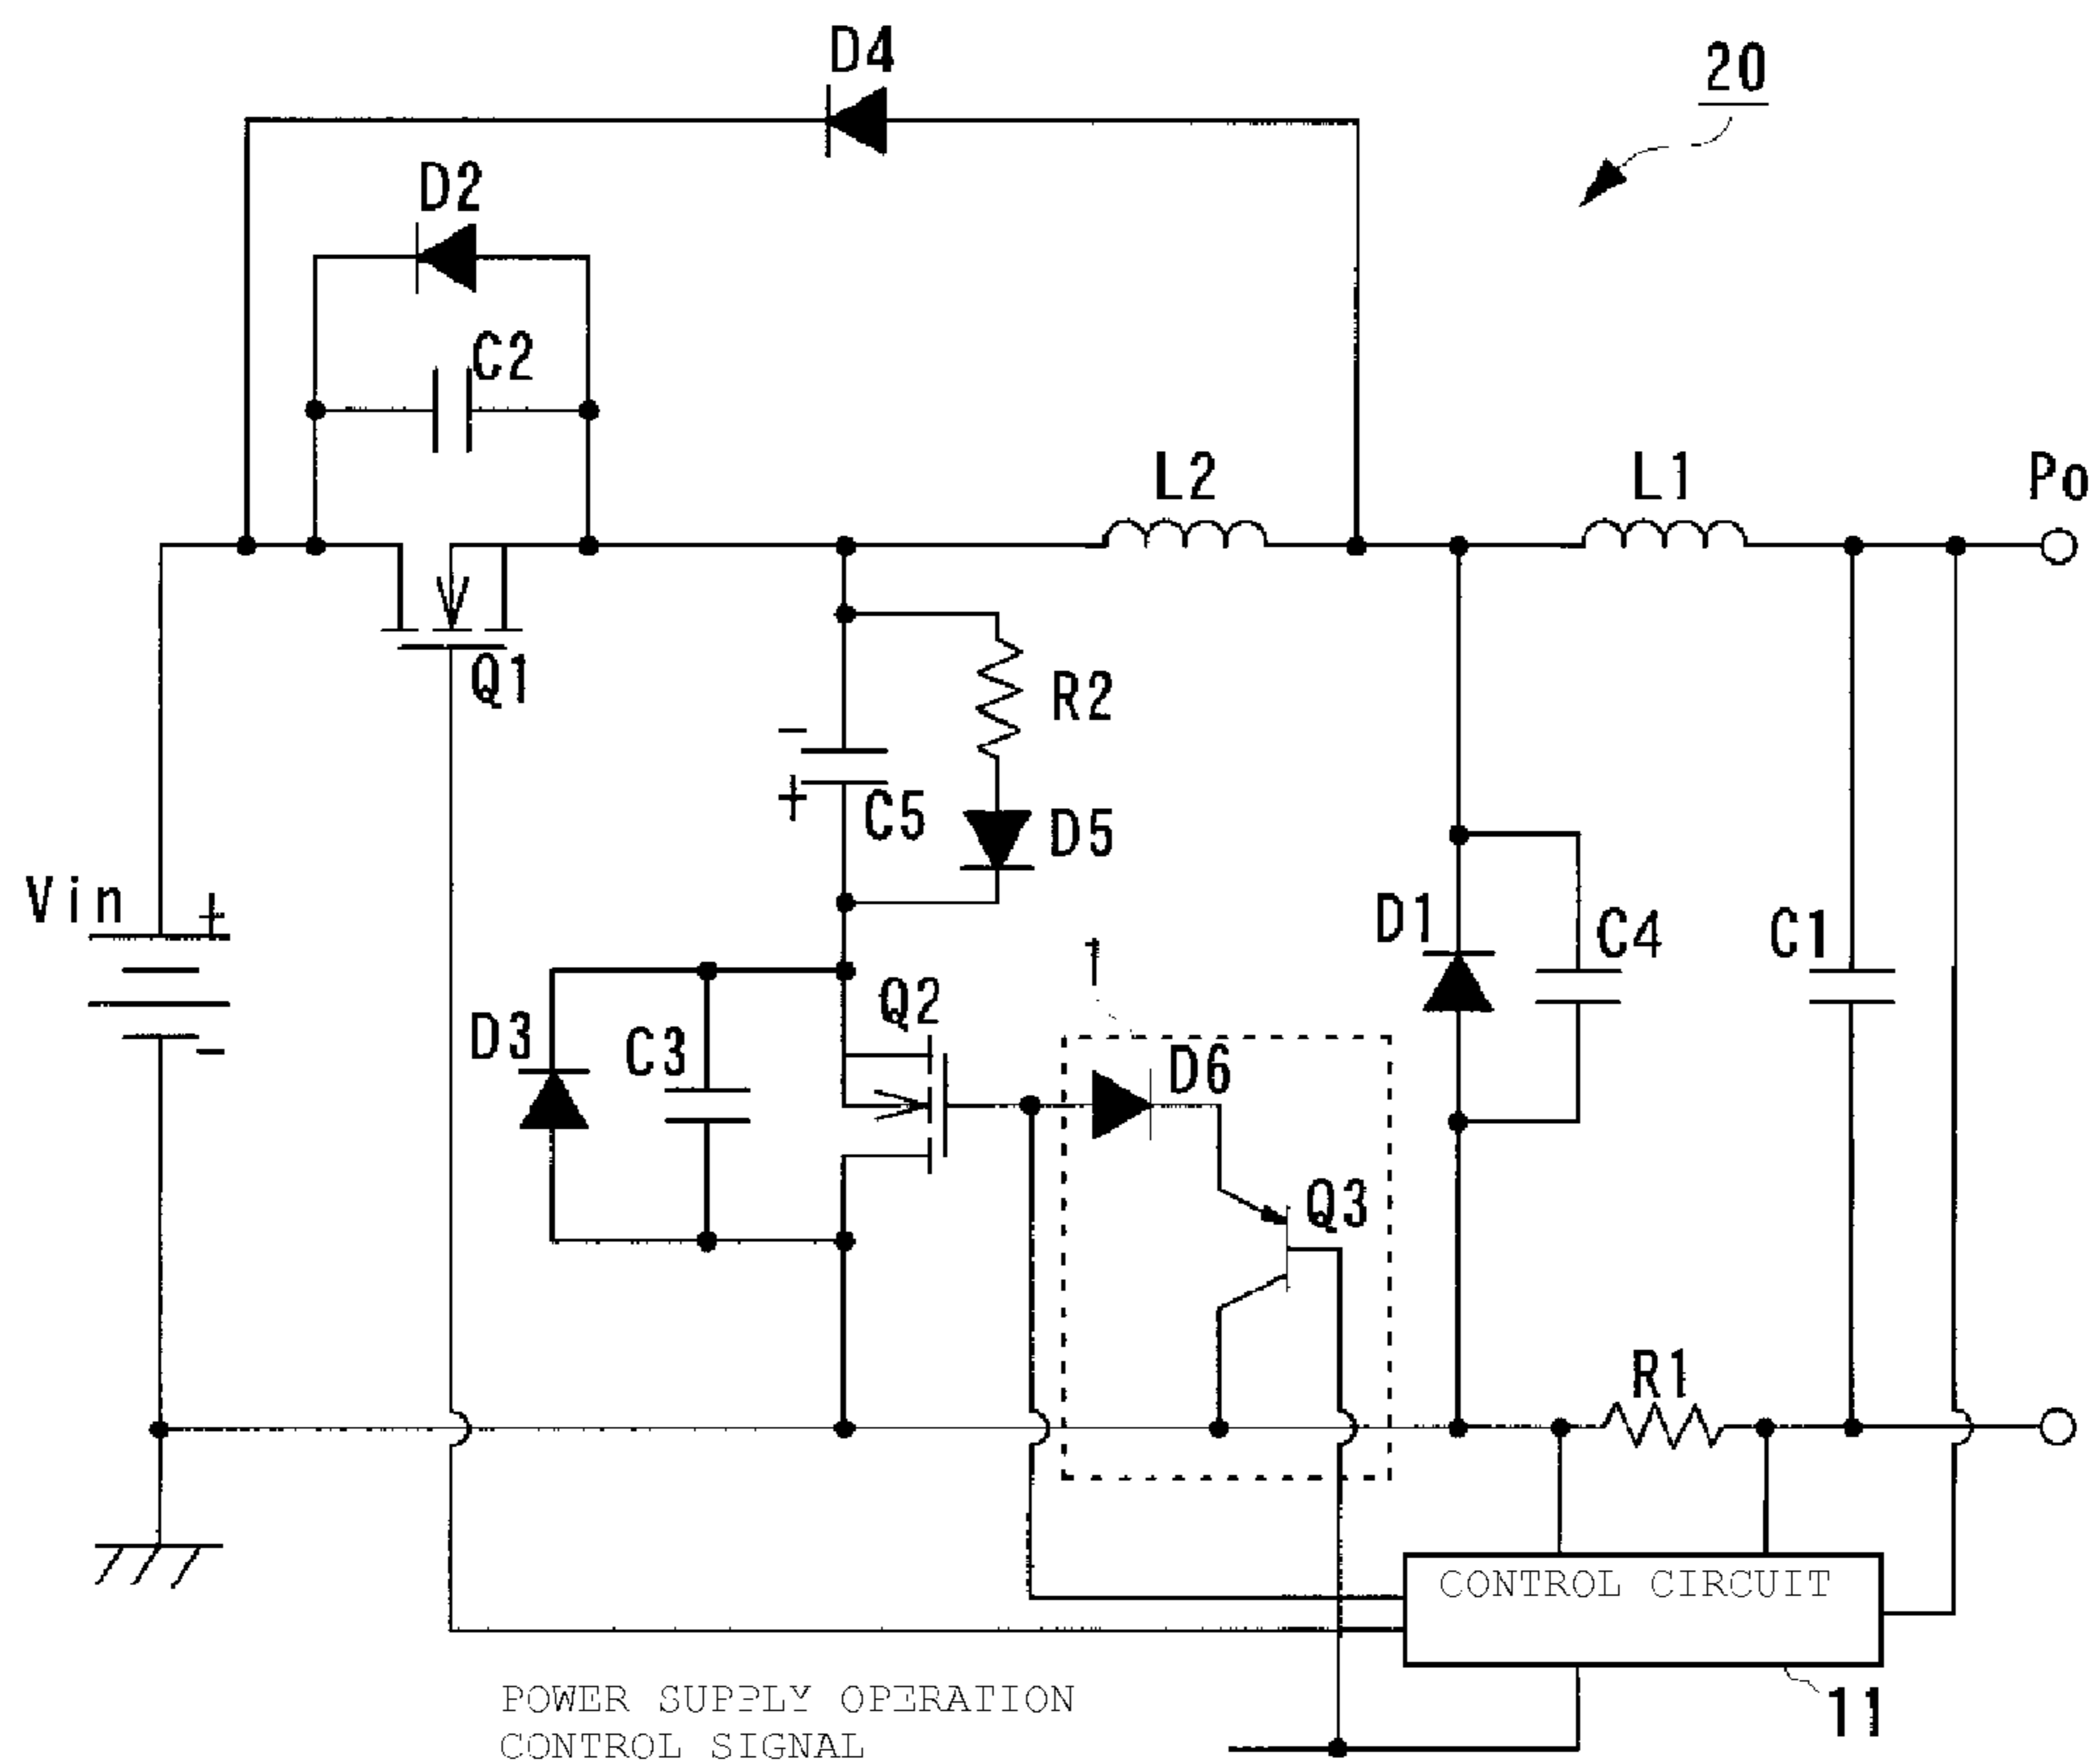 D4
20
D2
C2
L2
L1
Po
Q1
R2
-
+
C5
D5
Vin
+
-
D1
C4
C1
1
Q2
D3
C3
D6
Q3
R1
CONTROL CIRCUIT
11
POWER SUPPLY OPERATION
CONTROL SIGNAL